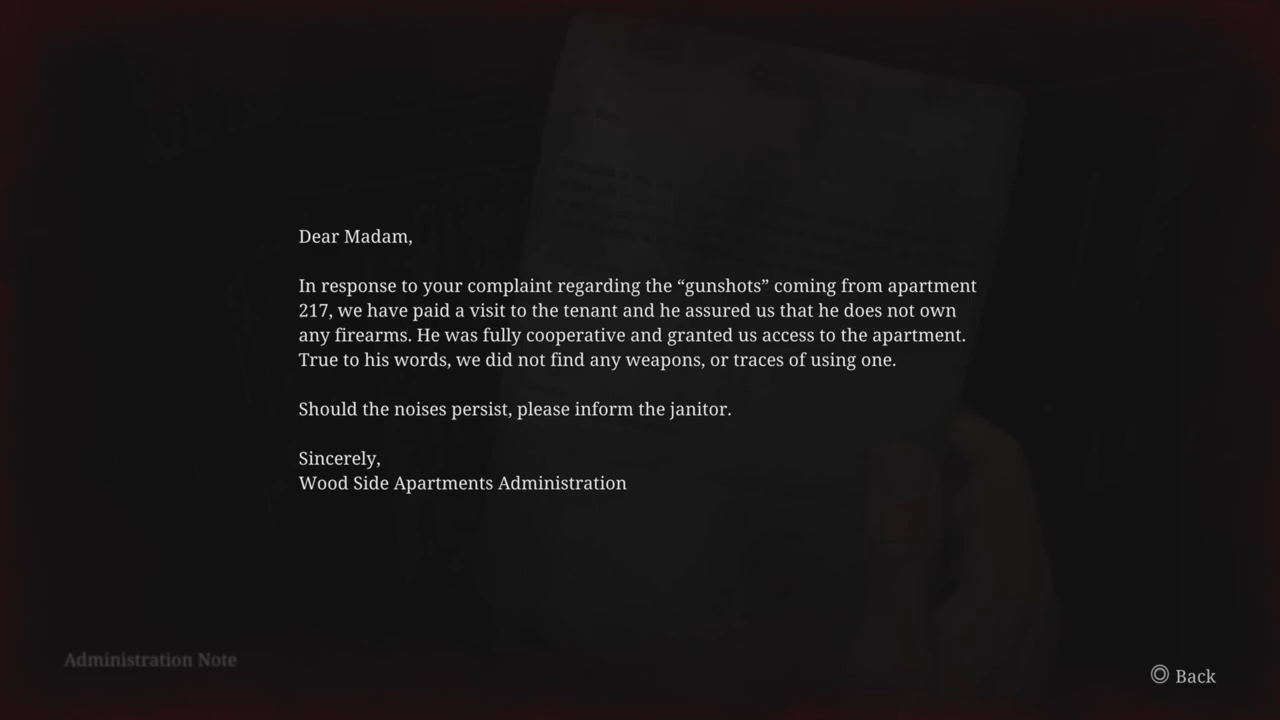 Dear Madam,
In response to your complaint regarding the “gunshots” coming from apartment
217, we have paid a visit to the tenant and he assured us that he does not own
any firearms. He was fully cooperative and granted us access to the apartment.
True to his words, we did not find any weapons, or traces of using one.
Should the noises persist, please inform the janitor.
Sincerely,
Wood Side Apartments Administration
Administration Note
Back